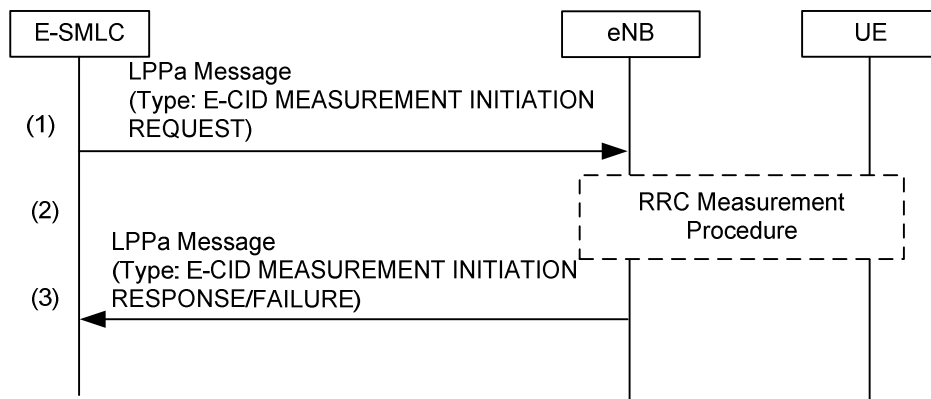 E-SMLC
eNB
UE
LPPa Message
(Type: E-CID MEASUREMENT INITIATION
REQUEST)
(1)
(2)
RRC Measurement
Procedure
LPPa Message
(Type: E-CID MEASUREMENT INITIATION
RESPONSE/FAILURE)
(3)